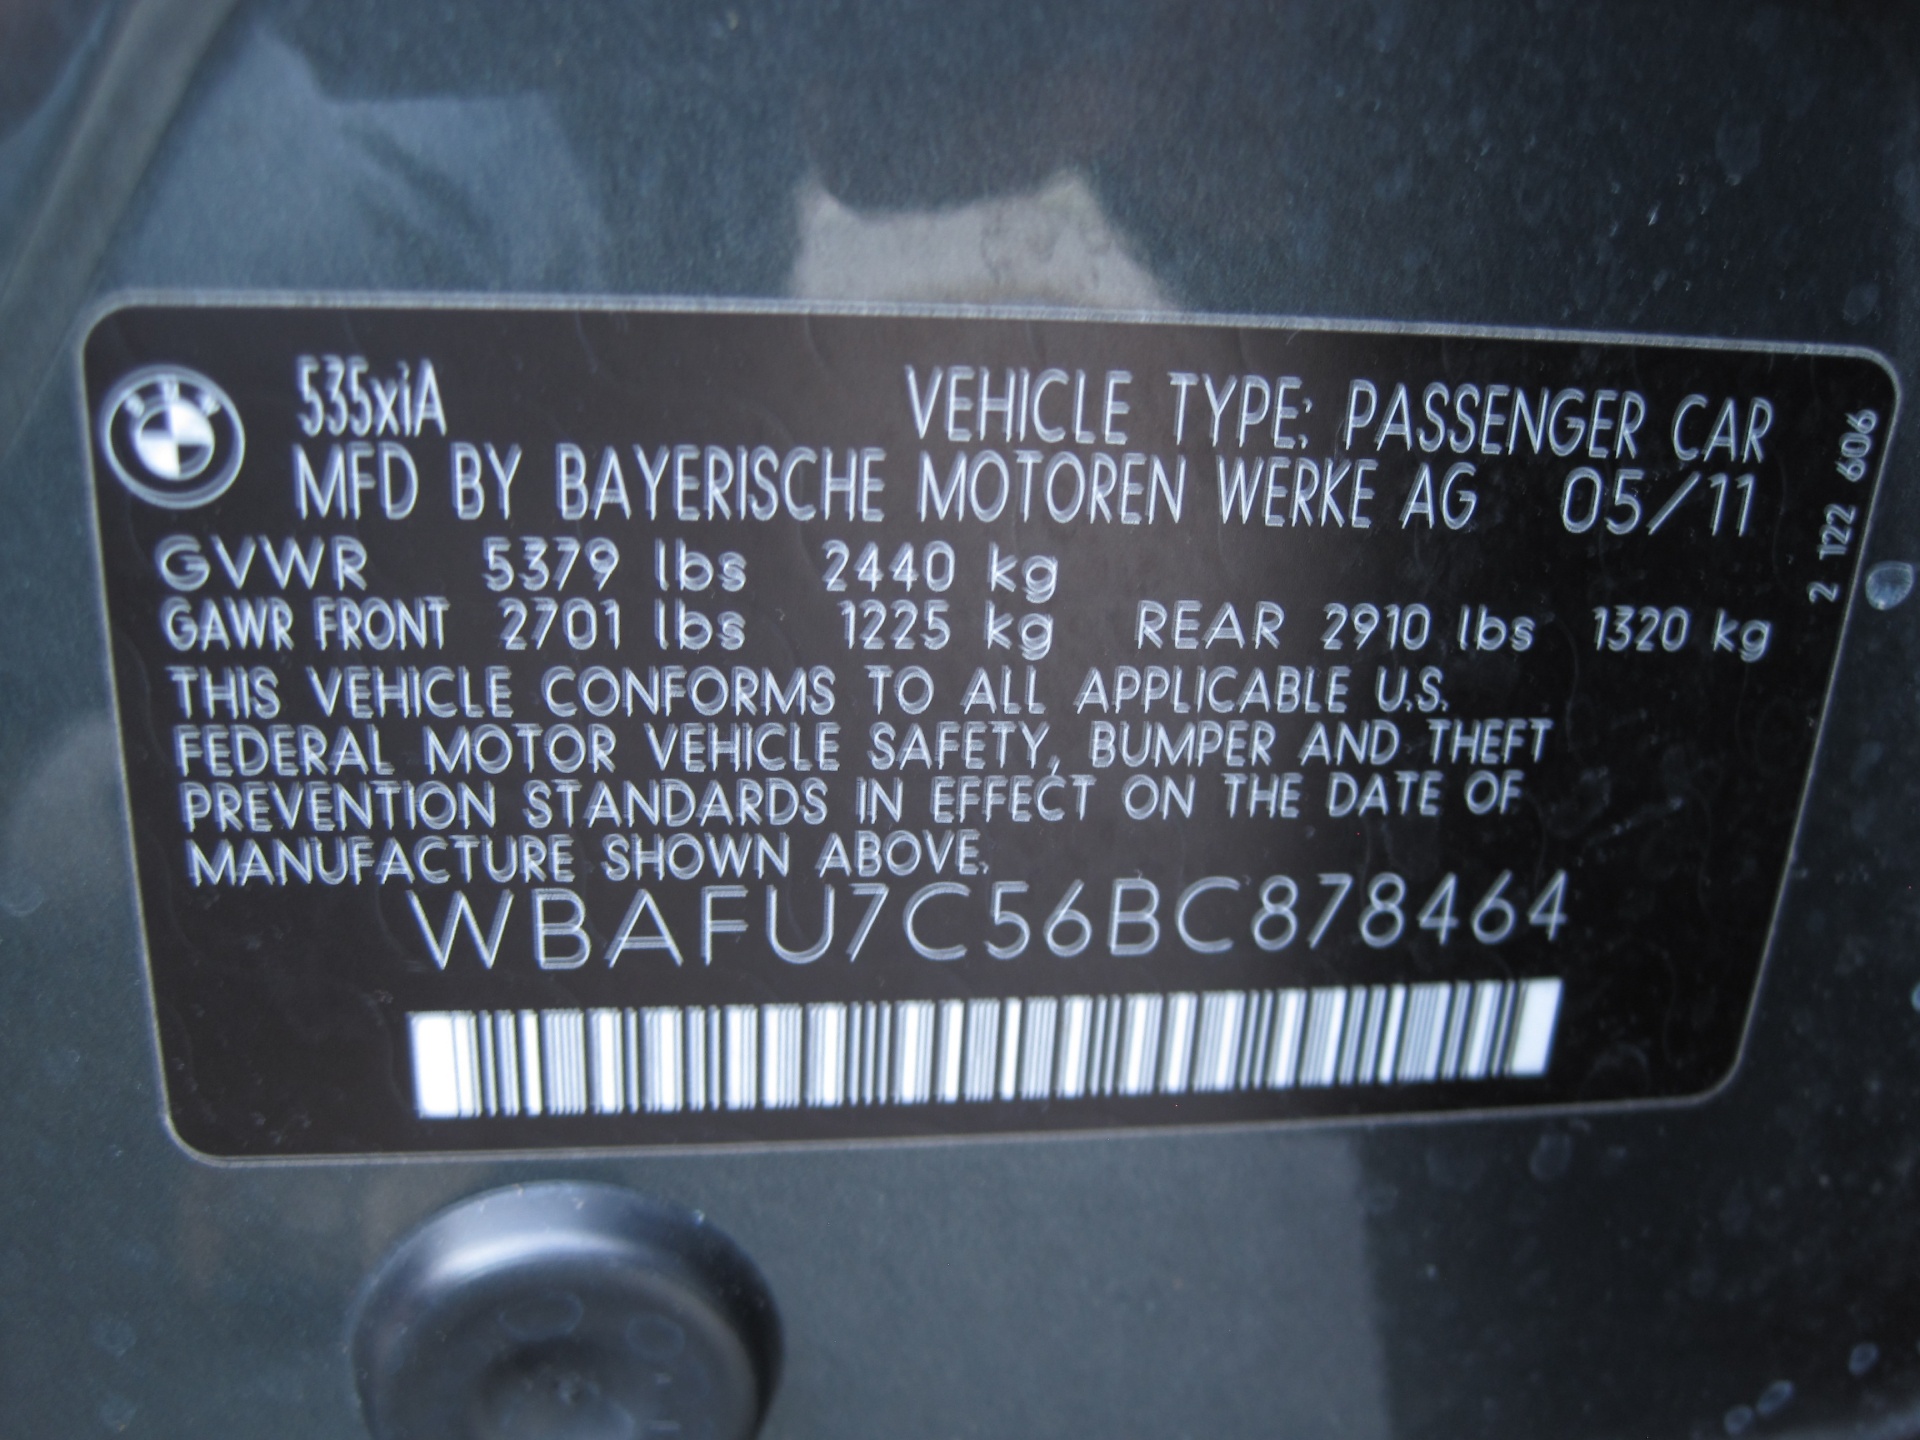 535xiA VEHICLE TYPE: PASSENGER CAR
MFD BY BAYERISCHE MOTOREN WERKE AG 05/11
GVWR 5379 lbs 2440 kg
GAWR FRONT 2701 lbs 1225 kg REAR 2910 lbs 1320 kg
THIS VEHICLE CONFORMS TO ALL APPLICABLE U.S.
FEDERAL MOTOR VEHICLE SAFETY, BUMPER AND THEFT
PREVENTION STANDARDS IN EFFECT ON THE DATE OF
MANUFACTURE SHOWN ABOVE.
WBAFU7C56BC878464
2 122 606
BMW